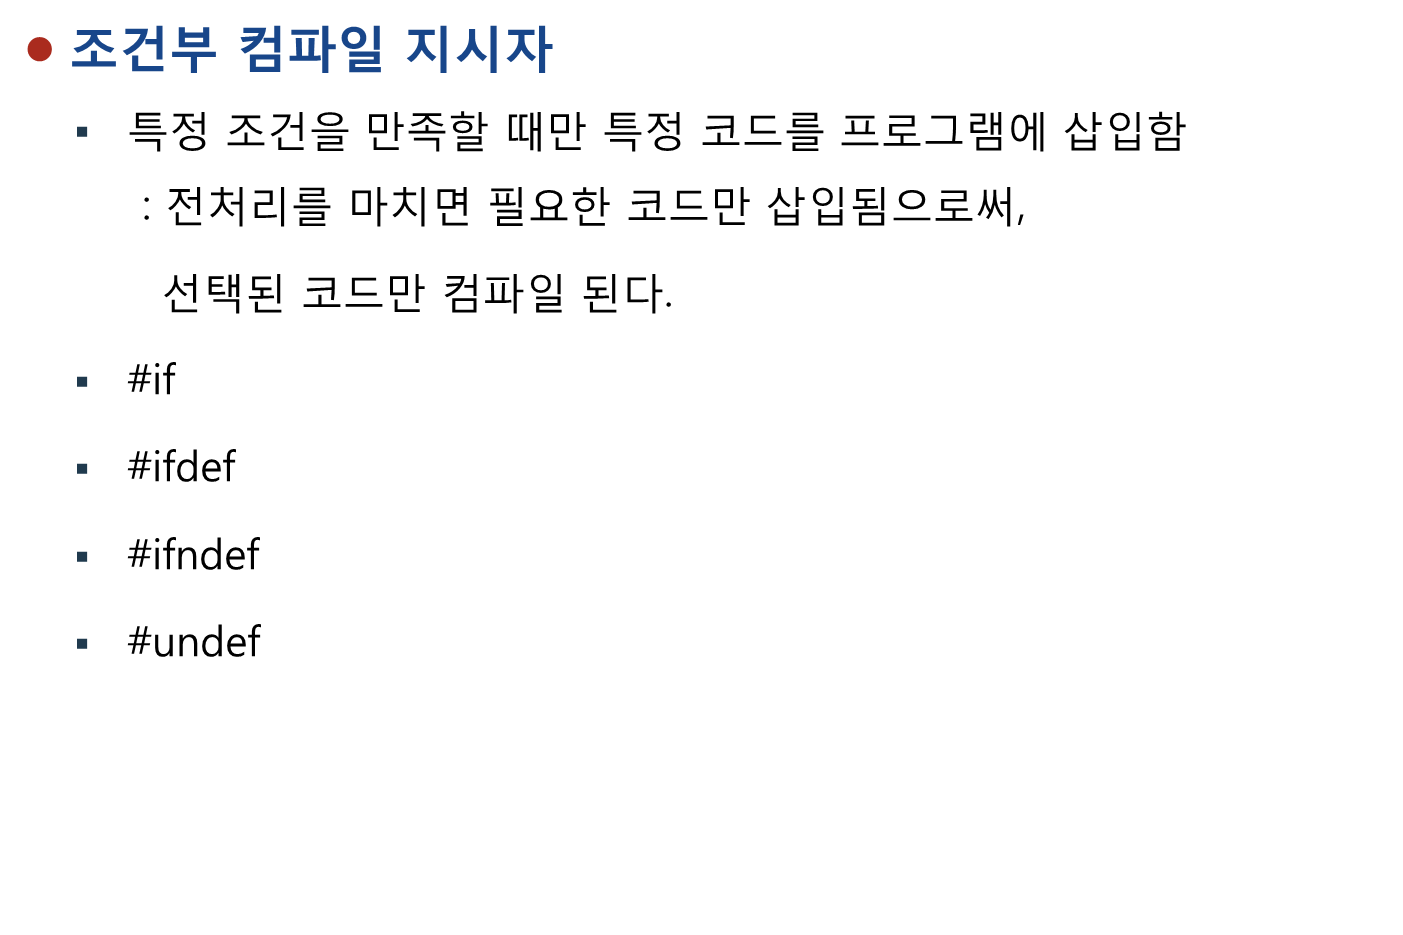 조건부 컴파일 지시자
특정 조건을 만족할 때만 특정 코드를 프로그램에 삽입함
: 전처리를 마치면 필요한 코드만 삽입됨으로써,
선택된 코드만 컴파일 된다.
#if
#ifdef
#ifndef
#undef